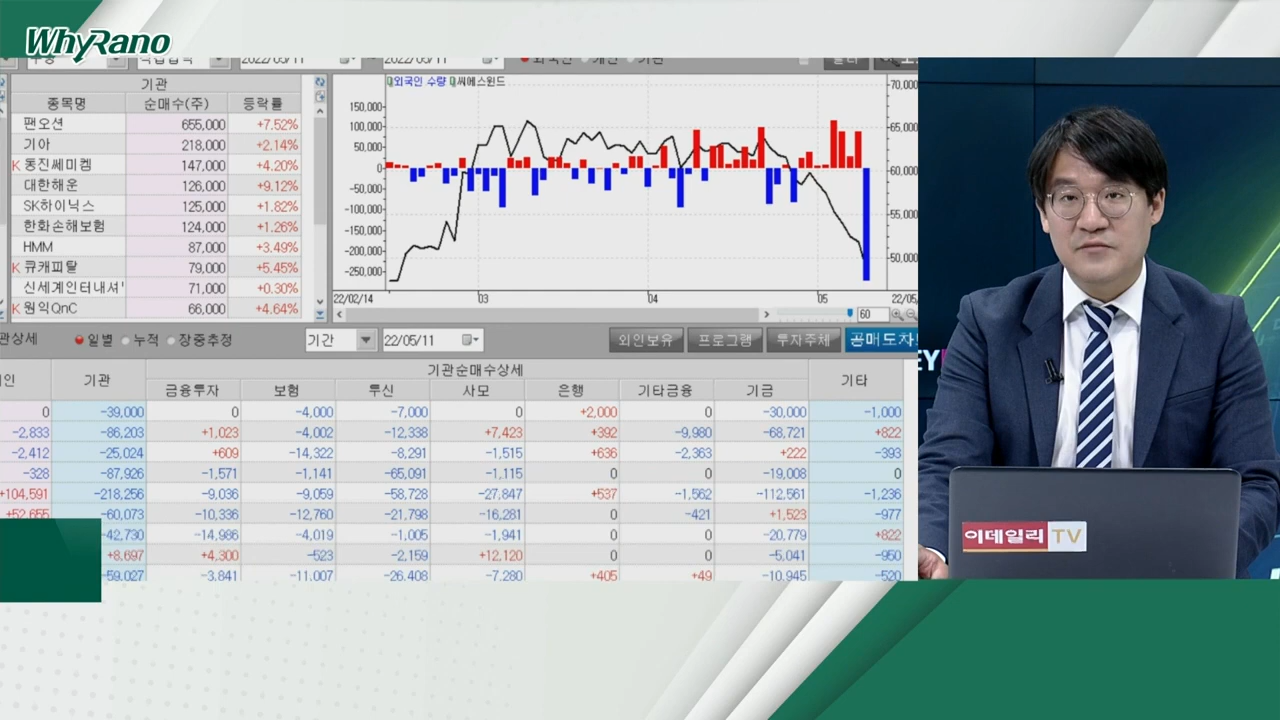 WhyRano
기관
종목명 순매수(주) 등락률
팬오션 655,000 +7.52%
기아 218,000 +2.14%
K 동진쎄미켐 147,000 +4.20%
대한해운 126,000 +9.12%
SK하이닉스 125,000 +1.82%
한화손해보험 124,000 +1.26%
HMM 87,000 +3.49%
K 큐캐피탈 79,000 +5.45%
신세계인터내셔 71,000 +0.30%
K 원익QnC 66,000 +4.64%
외국인 수량 씨에스윈드
150,000
100,000
50,000
0
-50,000
-100,000
-150,000
-200,000
-250,000
70,000
65,000
60,000
55,000
50,000
22/02/14 03 04 05 22/05/
60
관상세 일별 누적 장중추정 기간 22/05/11 외인보유 프로그램 투자주체 공매도차
인 기관 기관순매수상세 기타
금융투자 보험 투신 사모 은행 기타금융 기금
0 -39,000 0 -4,000 -7,000 0 +2,000 0 -30,000 -1,000
-2,833 -86,203 +1,023 -4,002 -12,338 +7,423 +392 -9,980 -68,721 +822
-2,412 -25,024 +609 -14,322 -8,291 -1,515 +636 -2,363 +222 -393
-328 -87,926 -1,571 -1,141 -65,091 -1,115 0 0 -19,008 0
+104,591 -218,256 -9,036 -9,059 -58,728 -27,847 +537 -1,562 -112,561 -1,236
+52,655 -60,073 -10,336 -12,760 -21,798 -16,281 0 -421 +1,523 -977
-42,730 -14,986 -4,019 -1,005 -1,941 0 0 -20,779 +822
+8,697 +4,300 -523 -2,159 +12,120 0 0 -5,041 -950
-59,027 -3,841 -11,007 -26,408 -7,280 +405 +49 -10,945 -520
EY
이데일리 TV